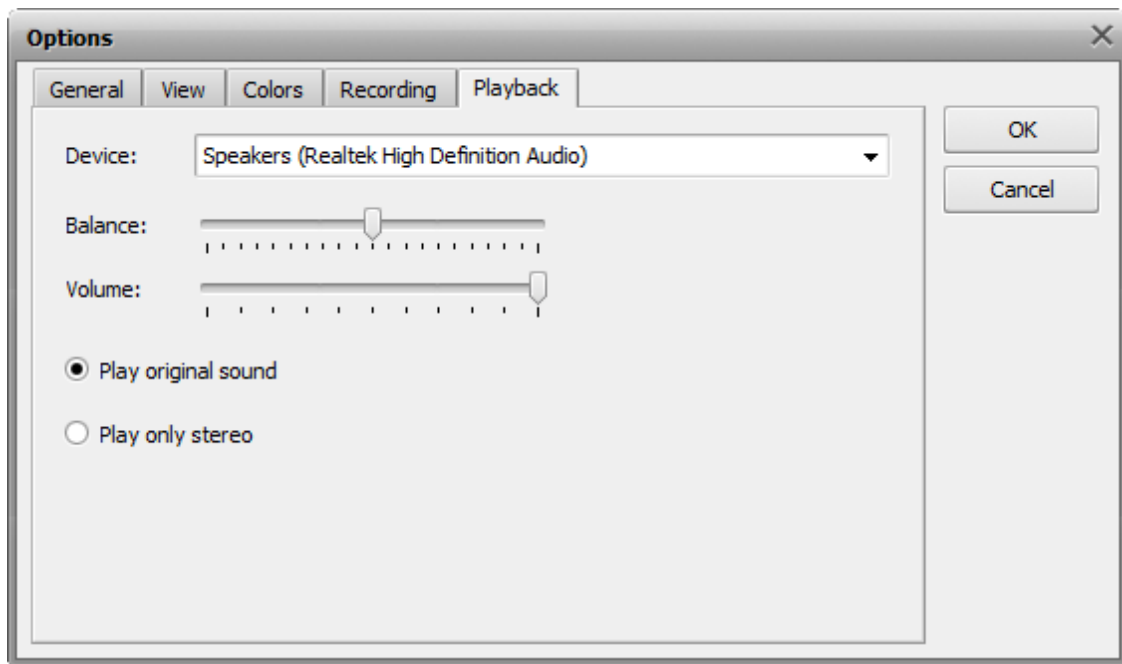 Options
General View Colors Recording Playback
Device: Speakers (Realtek High Definition Audio)
OK
Cancel
Balance:
Volume:
Play original sound
Play only stereo